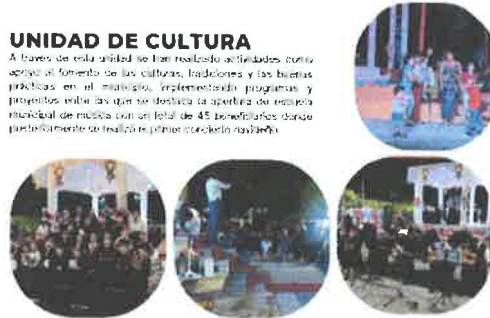 UNIDAD DE CULTURA
A través de esta unidad se han realizado actividades como
apoyo al fomento de las culturas, tradiciones y las buenas
prácticas en el municipio, implementando programas y
proyectos entre las que se destaca la apertura de escuela
municipal de música con un total de 45 beneficiarios donde
posteriormente se realizó el primer concierto navideño.